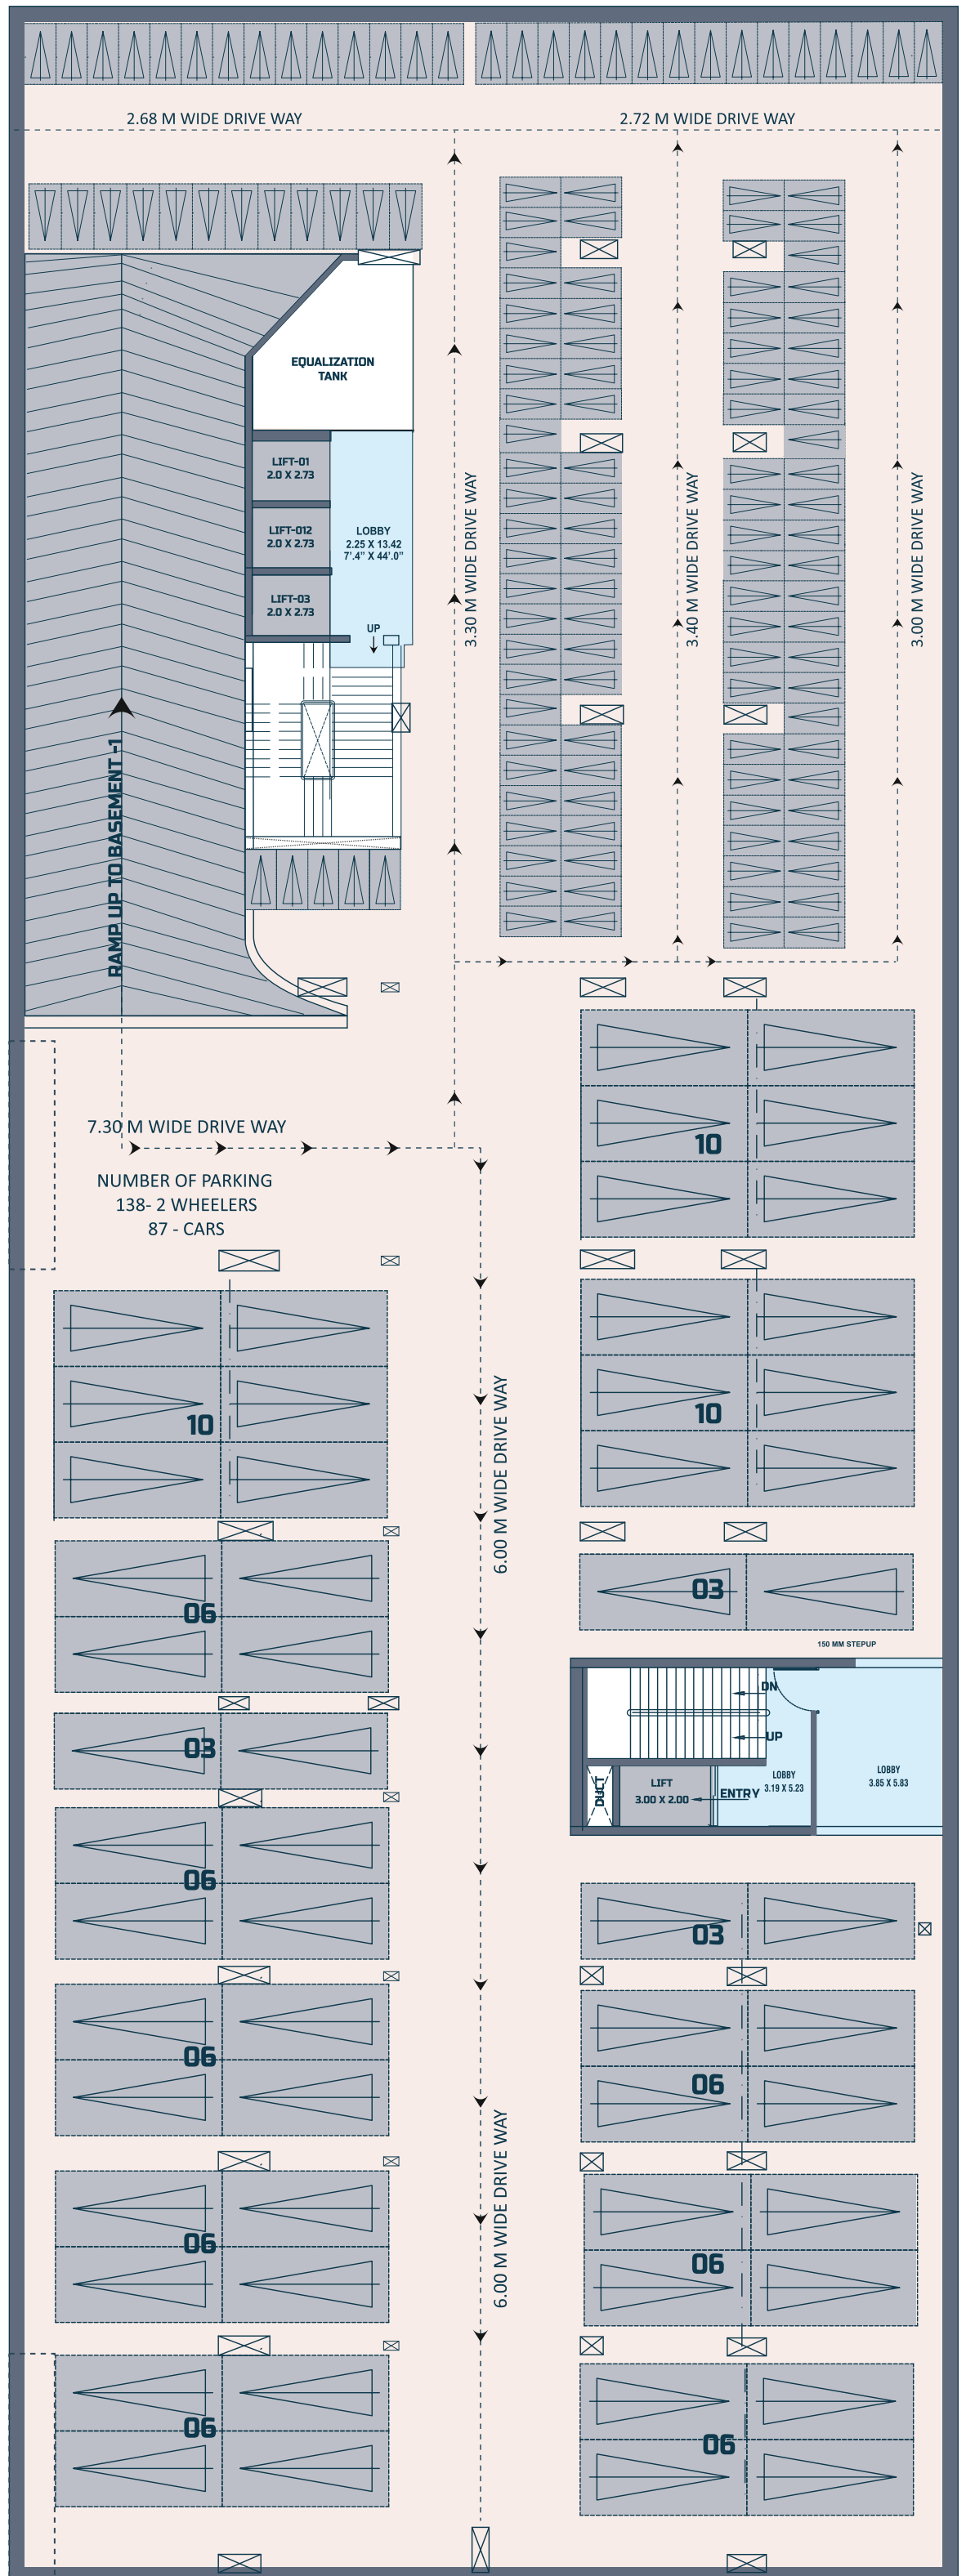 2.68 M WIDE DRIVE WAY
2.72 M WIDE DRIVE WAY
EQUALIZATION
TANK
LIFT-01
2.0 X 2.73
LIFT-012
2.0 X 2.73
LIFT-03
2.0 X 2.73
LOBBY
2.25 X 13.42
7'.4" X 44'.0"
UP
3.30 M WIDE DRIVE WAY
3.40 M WIDE DRIVE WAY
3.00 M WIDE DRIVE WAY
RAMP UP TO BASEMENT -1
7.30 M WIDE DRIVE WAY
NUMBER OF PARKING
138- 2 WHEELERS
87 - CARS
10
10
10
6.00 M WIDE DRIVE WAY
03
06
150 MM STEPUP
DN
UP
03
DUCT
LIFT
3.00 X 2.00
ENTRY
LOBBY
3.19 X 5.23
LOBBY
3.85 X 5.83
06
03
06
06
6.00 M WIDE DRIVE WAY
06
06
06
06